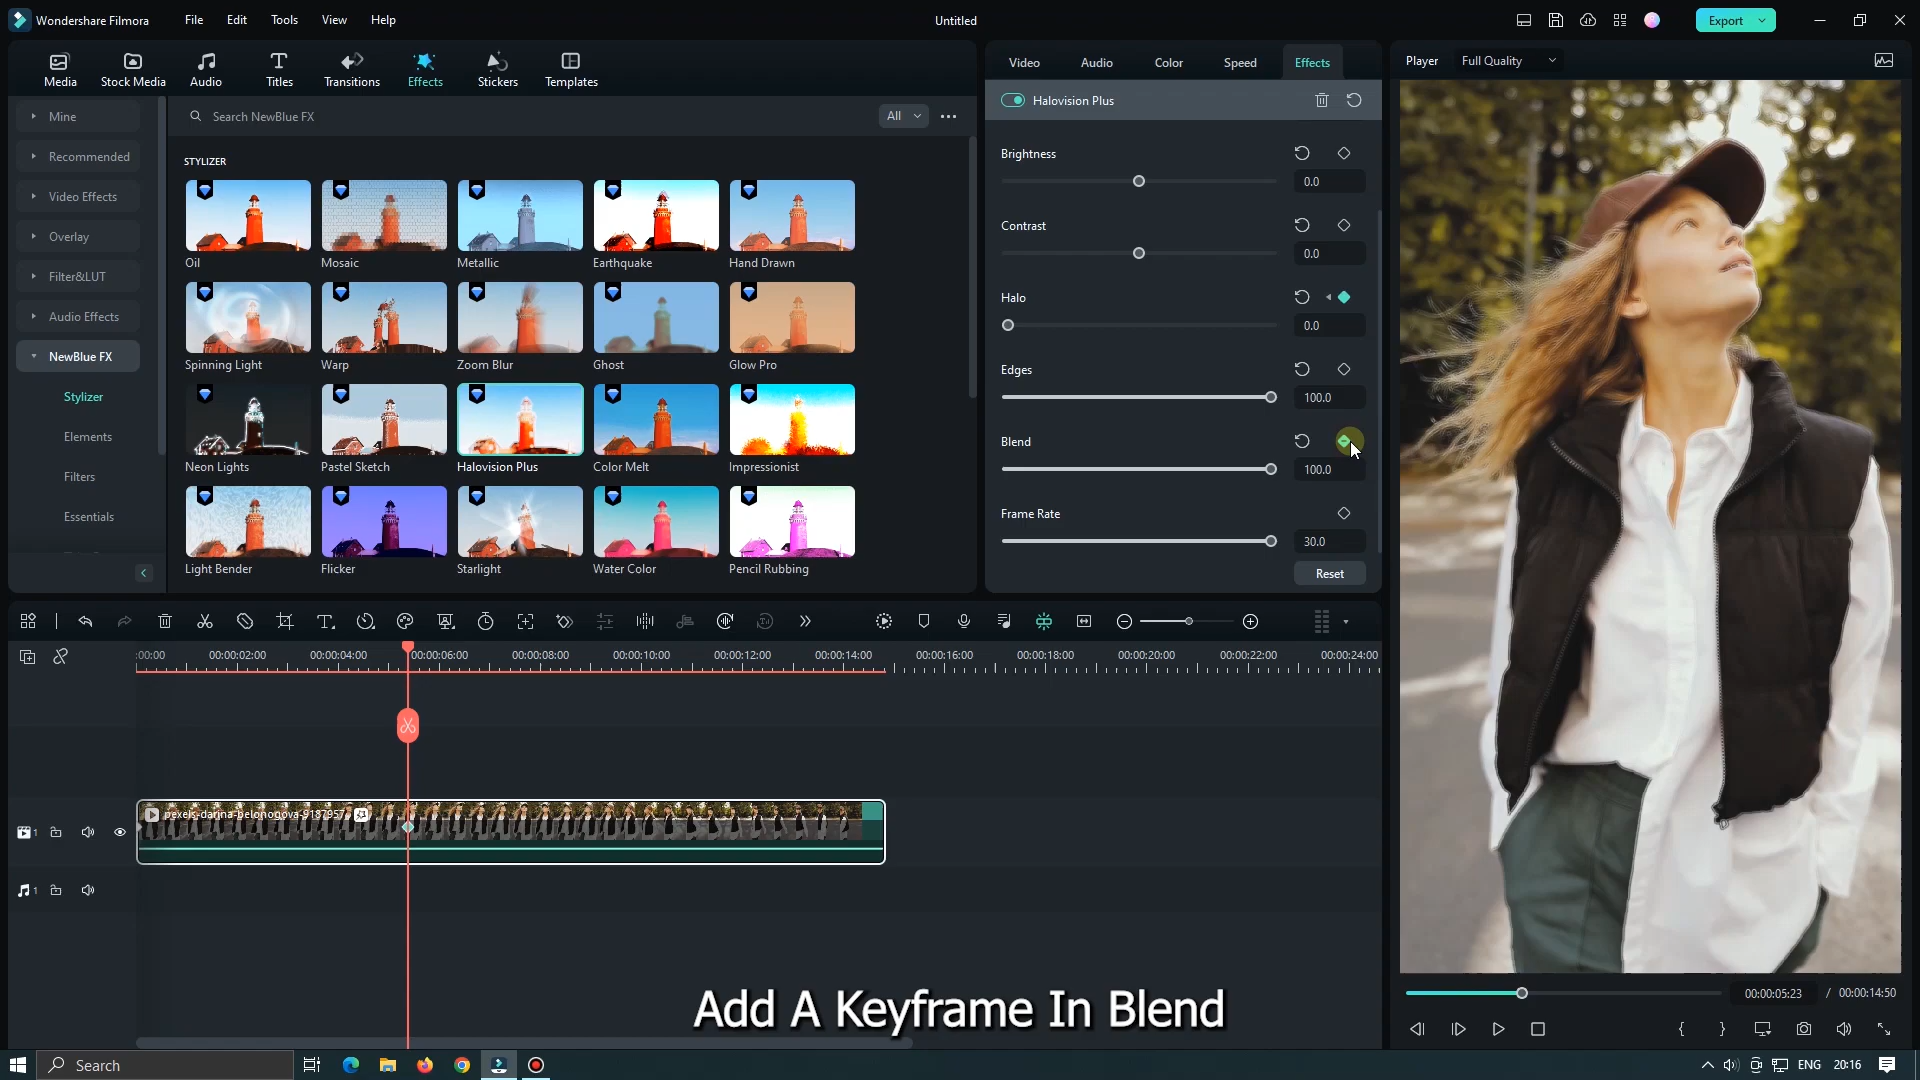 Wondershare Filmora
File
Edit
Tools
View
Help
Untitled
Export
Media
Stock Media
Audio
Titles
Transitions
Effects
Stickers
Templates
Mine
Recommended
Video Effects
Overlay
Filter&LUT
Audio Effects
NewBlue FX
Stylizer
Elements
Filters
Essentials
Search NewBlue FX
All
STYLIZER
Oil
Mosaic
Metallic
Earthquake
Hand Drawn
Spinning Light
Warp
Zoom Blur
Ghost
Glow Pro
Neon Lights
Pastel Sketch
Halovision Plus
Color Melt
Impressionist
Light Bender
Flicker
Starlight
Water Color
Pencil Rubbing
Video
Audio
Color
Speed
Effects
Halovision Plus
Brightness
0.0
Contrast
0.0
Halo
0.0
Edges
100.0
Blend
100.0
Frame Rate
30.0
Reset
Player
Full Quality
00:00:05:23 / 00:00:14:50
:00:00
00:00:02:00
00:00:04:00
00:00:06:00
00:00:08:00
00:00:10:00
00:00:12:00
00:00:14:00
00:00:16:00
00:00:18:00
00:00:20:00
00:00:22:00
00:00:24:00
pexels-darina-belonogova-9187957
1
1
Add A Keyframe In Blend
Search
ENG
20:16